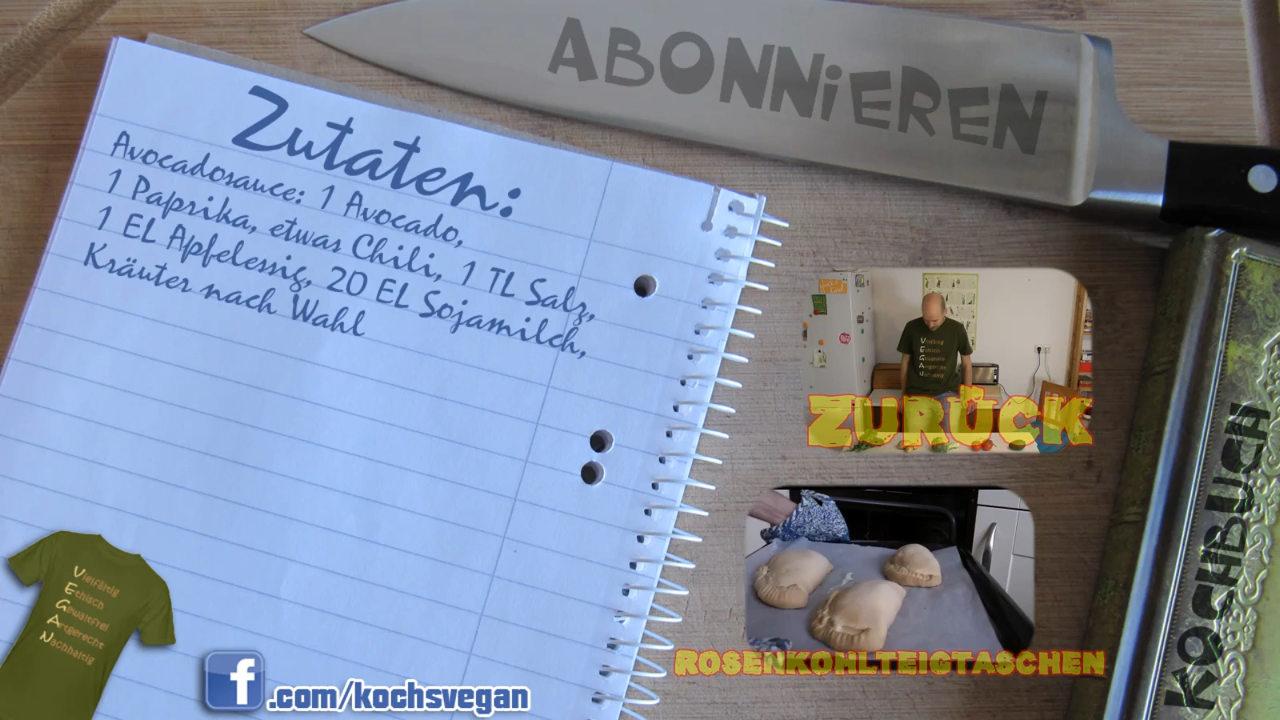 ABONNiEREN
Zutaten:
Avocadosauce: 1 Avocado,
1 Paprika, etwas Chili, 1 TL Salz,
1 EL Apfelessig, 20 EL Sojamilch,
Kräuter nach Wahl
ZURÜCK
ROSENKOHLTEIGTASCHEN
KOCHBUCH
Vielfältig
Ethisch
Gewaltfrei
Artgerecht
Nachhaltig
f.com/kochsvegan